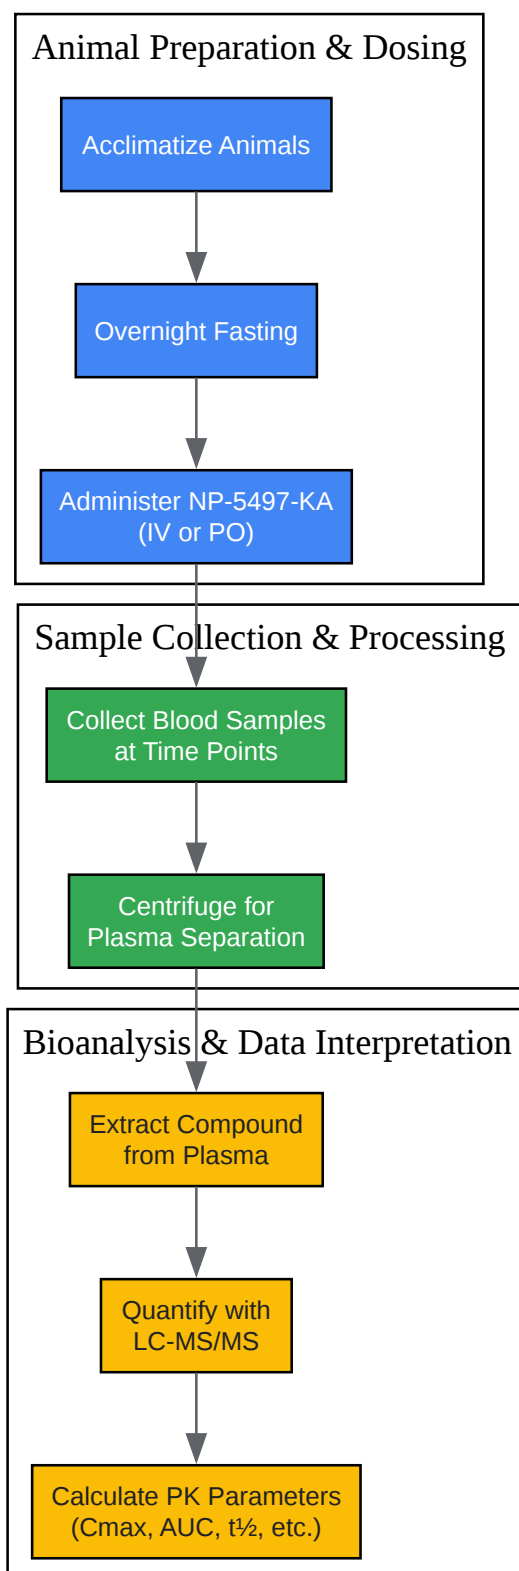 Animal Preparation & Dosing
Acclimatize Animals
Overnight Fasting
Administer NP-5497-KA
(IV or PO)
Sample Collection & Processing
Collect Blood Samples
at Time Points
Centrifuge for
Plasma Separation
Bioanalysis & Data Interpretation
Extract Compound
from Plasma
Quantify with
LC-MS/MS
Calculate PK Parameters
(Cmax, AUC, t½, etc.)